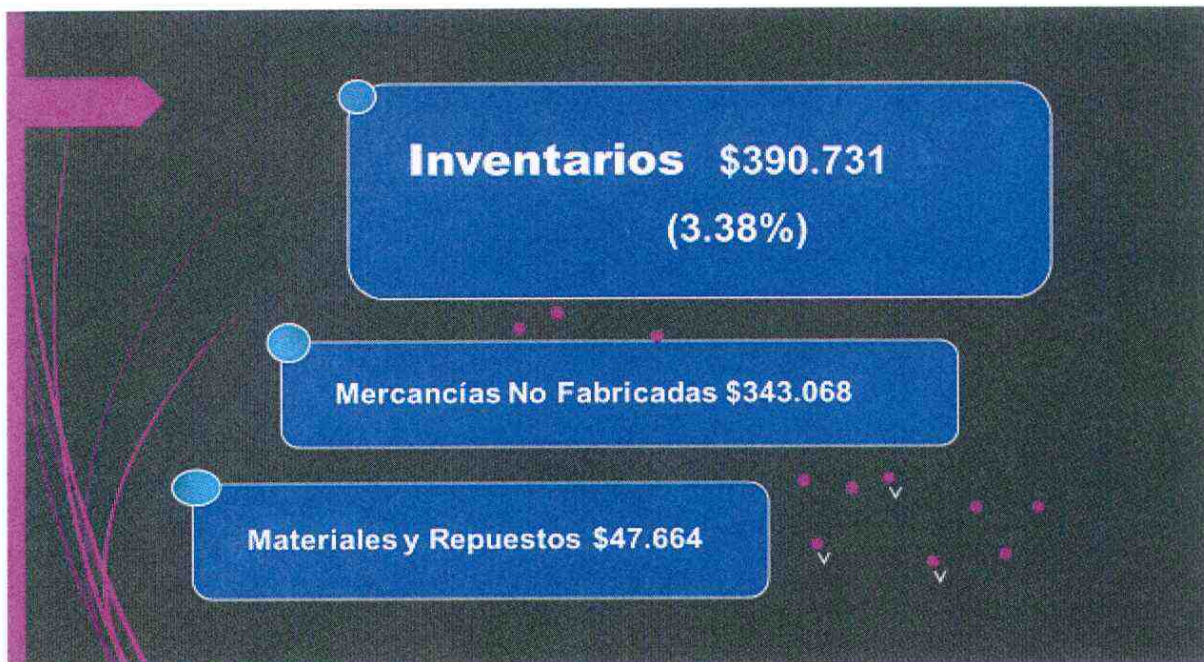 Inventarios $390.731
(3.38%)
Mercancías No Fabricadas $343.068
Materiales y Repuestos $47.664